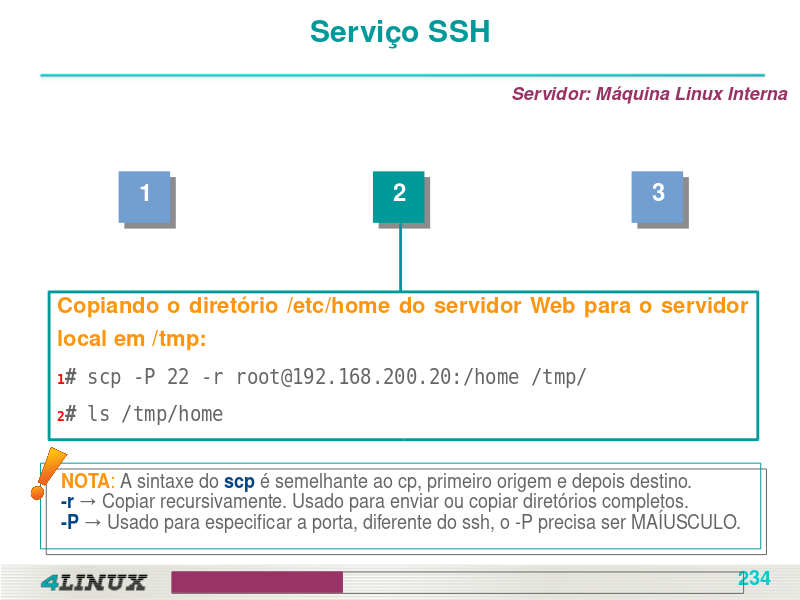 Serviço SSH
Servidor: Máquina Linux Interna
1
2
3
Copiando o diretório /etc/home do servidor Web para o servidor
local em /tmp:
1# scp -P 22 -r root@192.168.200.20:/home /tmp/
2# ls /tmp/home
NOTA: A sintaxe do scp é semelhante ao cp, primeiro origem e depois destino.
-r → Copiar recursivamente. Usado para enviar ou copiar diretórios completos.
-P → Usado para especificar a porta, diferente do ssh, o -P precisa ser MAÍUSCULO.
4LINUX
234